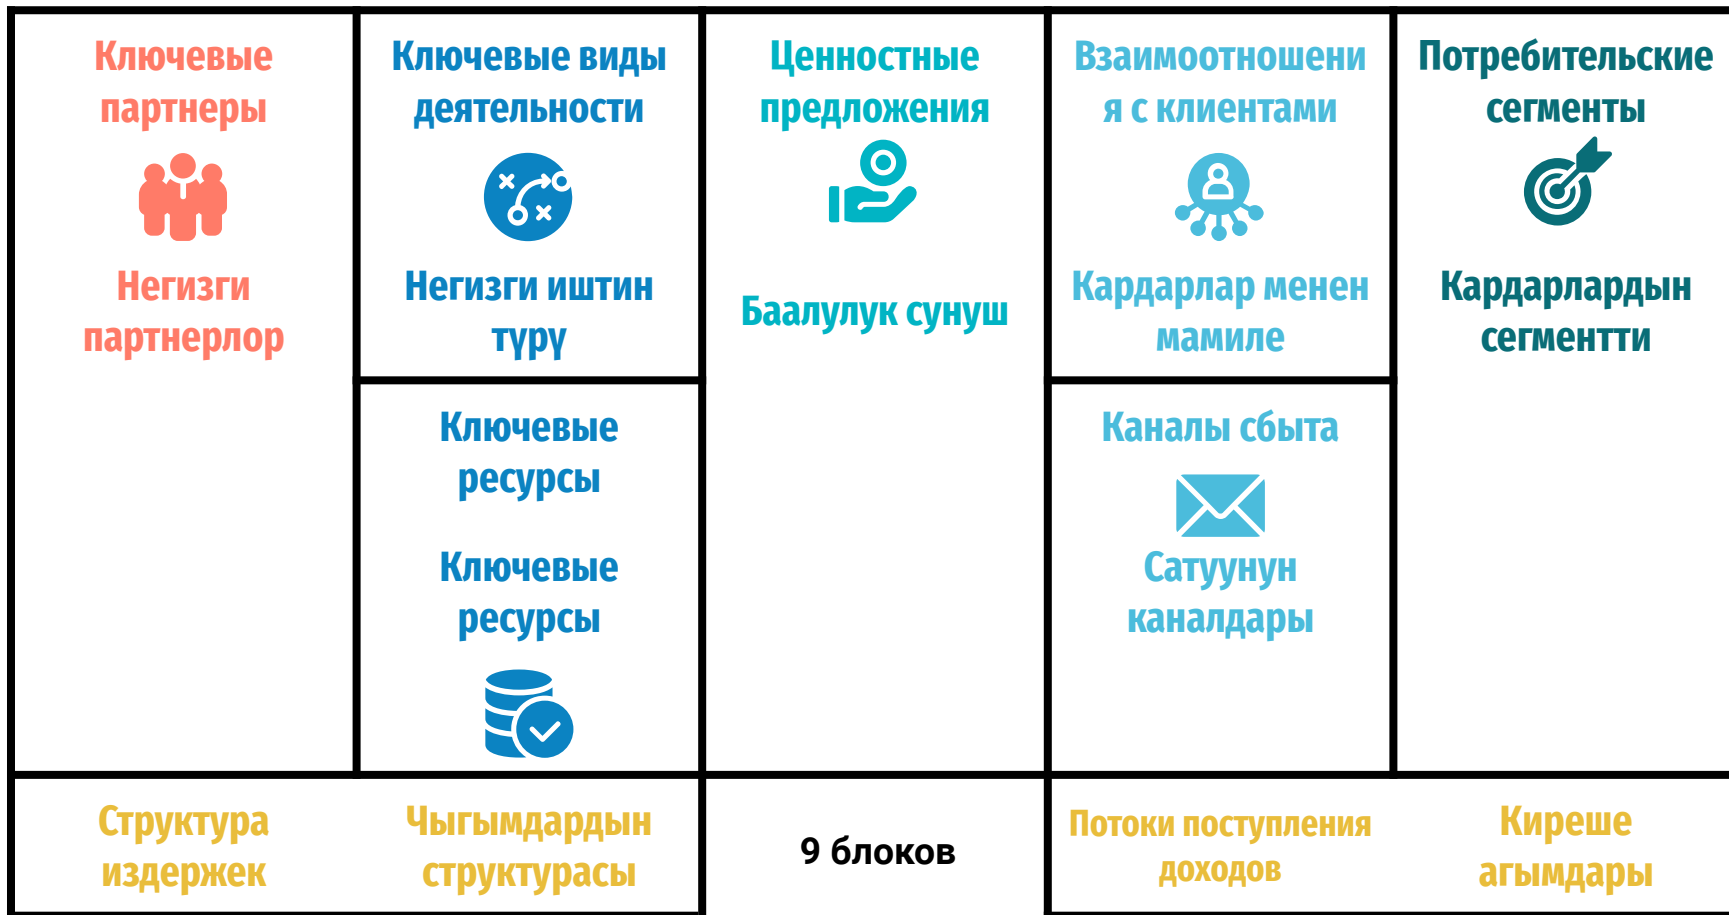 Ключевые
партнеры
Негизги
партнерлор
Ключевые виды
деятельности
Негизги иштин
түрү
Ключевые
ресурсы
Ключевые
ресурсы
Ценностные
предложения
Баалулук сунуш
Взаимоотношени
я с клиентами
Кардарлар менен
мамиле
Каналы сбыта
Сатуунун
каналдары
Потребительские
сегменты
Кардарлардын
сегментти
Структура
издержек
Чыгымдардын
структурасы
9 блоков
Потоки поступления
доходов
Киреше
агымдары